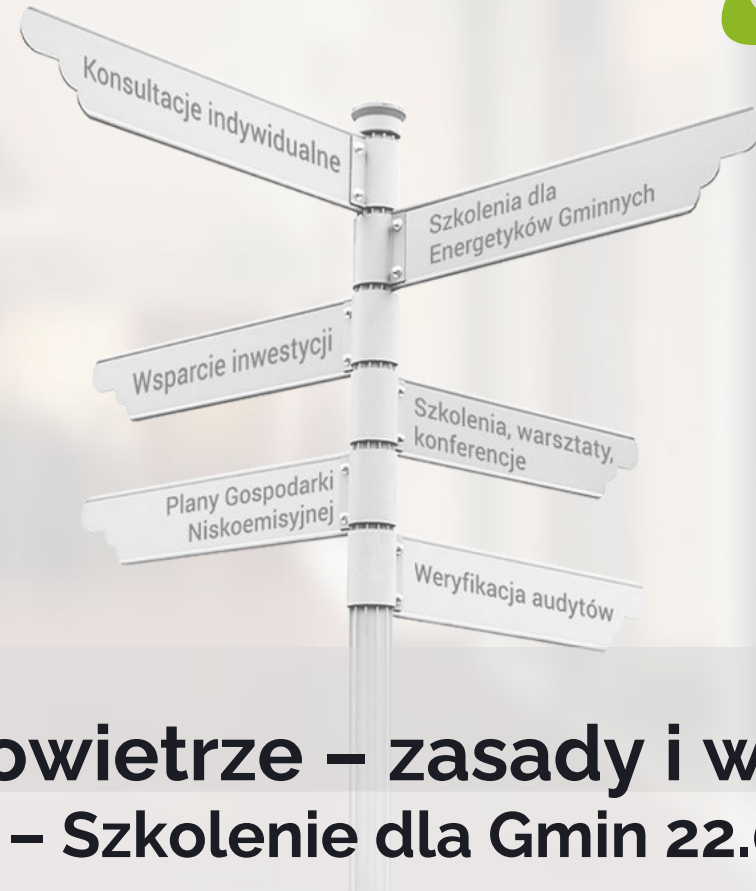 Konsultacje indywidualne
Szkolenia dla
Energetyków Gminnych
Wsparcie inwestycji
Szkolenia, warsztaty,
konferencje
Plany Gospodarki
Niskoemisyjnej
Weryfikacja audytów
owietrze – zasady i w
– Szkolenie dla Gmin 22.